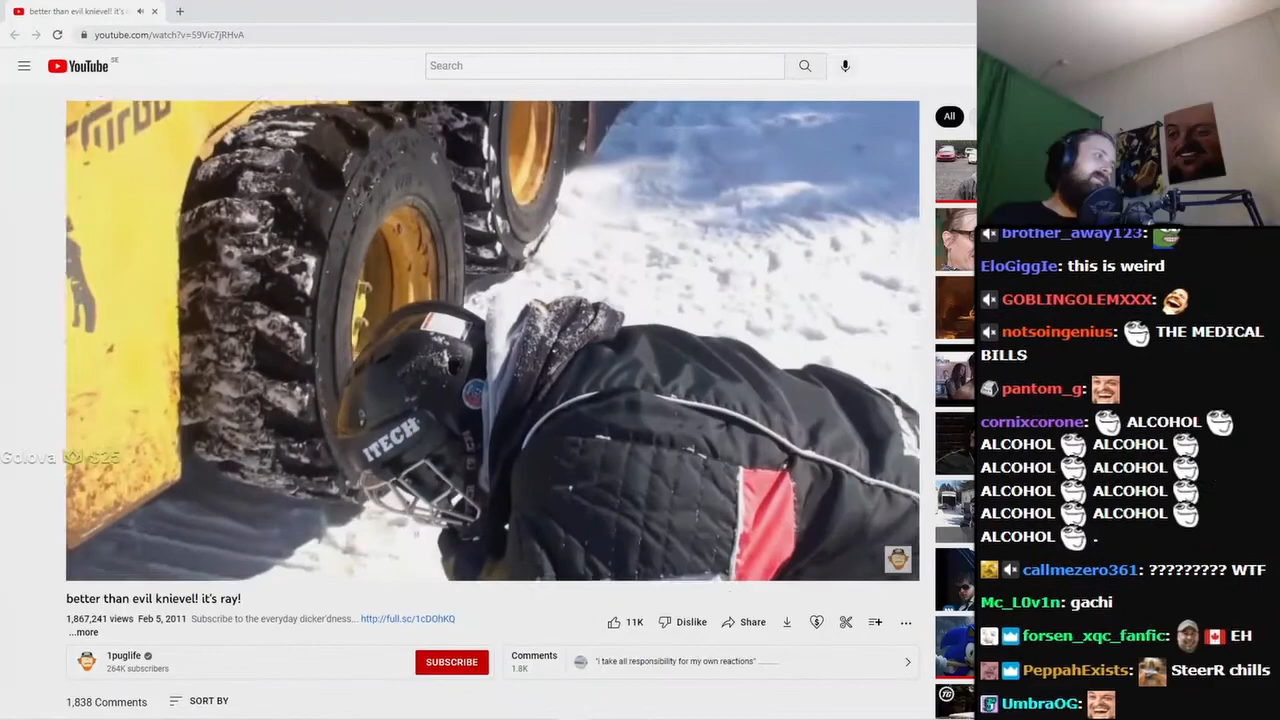 better than evil knievel! it's
youtube.com/watch?v=59Vic7jRHvA
YouTube SE
Search
All
TURBO
ITECH
Golova $25
better than evil knievel! it's ray!
1,867,241 views Feb 5, 2011 Subscribe to the everyday dicker'dness... http://full.sc/1cDOhKQ
...more
11K Dislike Share
1puglife
264K subscribers
SUBSCRIBE
Comments
1.8K
"i take all responsibility for my own reactions"
1,838 Comments SORT BY
brother_away123:
EloGiggIe: this is weird
GOBLINGOLEMXXX:
notsoingenius: THE MEDICAL
BILLS
pantom_g:
cornixcorone: ALCOHOL
ALCOHOL ALCOHOL
ALCOHOL ALCOHOL
ALCOHOL ALCOHOL
ALCOHOL ALCOHOL
ALCOHOL .
callmezero361: ????????? WTF
Mc_L0v1n: gachi
forsen_xqc_fanfic: EH
PeppahExists: SteerR chills
UmbraOG: